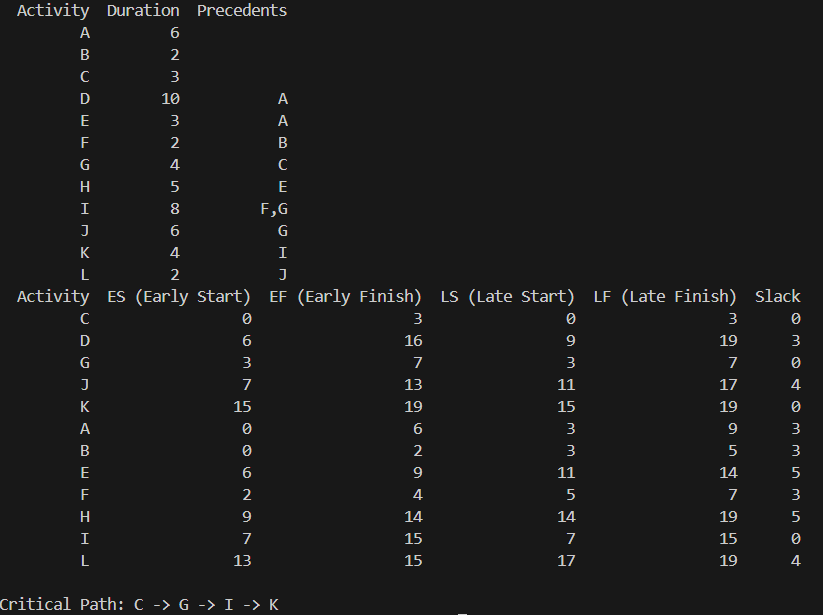 Activity Duration Precedents
A 6
B 2
C 3
D 10 A
E 3 A
F 2 B
G 4 C
H 5 E
I 8 F,G
J 6 G
K 4 I
L 2 J
Activity ES (Early Start) EF (Early Finish) LS (Late Start) LF (Late Finish) Slack
C 0 3 0 3 0
D 6 16 9 19 3
G 3 7 3 7 0
J 7 13 11 17 4
K 15 19 15 19 0
A 0 6 3 9 3
B 0 2 3 5 3
E 6 9 11 14 5
F 2 4 5 7 3
H 9 14 14 19 5
I 7 15 7 15 0
L 13 15 17 19 4
Critical Path: C -> G -> I -> K